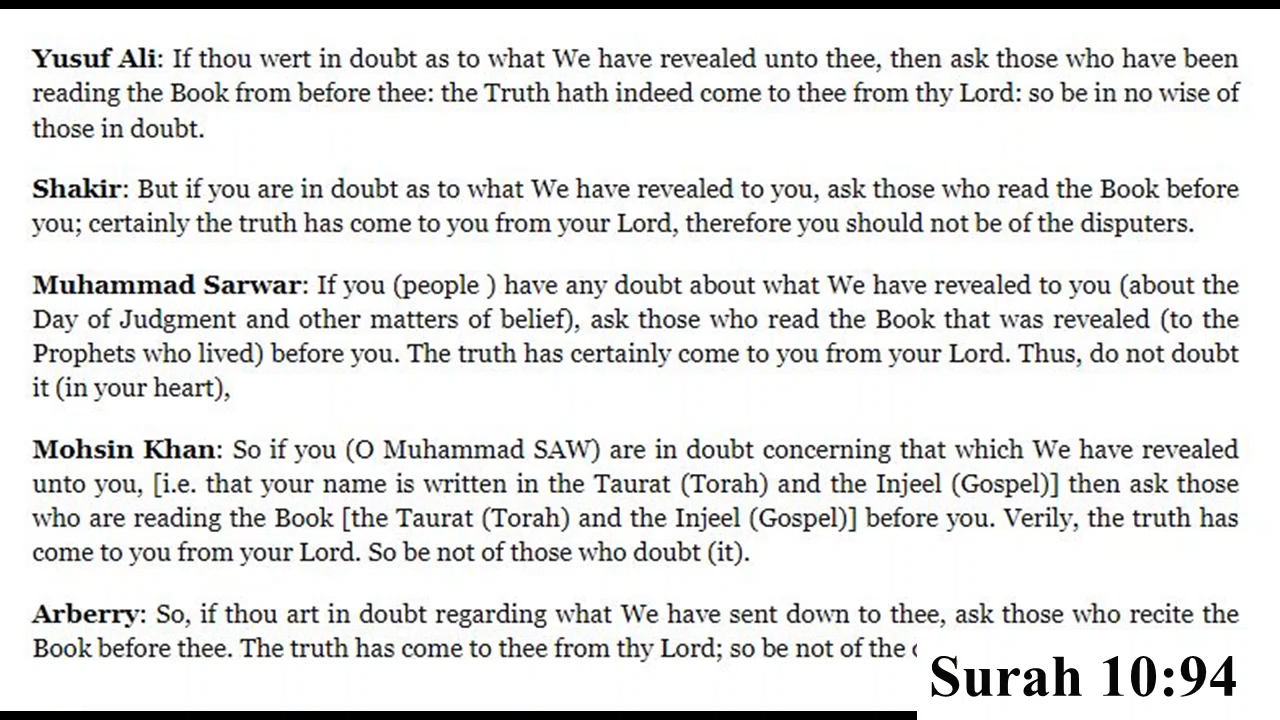 Yusuf Ali: If thou wert in doubt as to what We have revealed unto thee, then ask those who have been
reading the Book from before thee: the Truth hath indeed come to thee from thy Lord: so be in no wise of
those in doubt.
Shakir: But if you are in doubt as to what We have revealed to you, ask those who read the Book before
you; certainly the truth has come to you from your Lord, therefore you should not be of the disputers.
Muhammad Sarwar: If you (people ) have any doubt about what We have revealed to you (about the
Day of Judgment and other matters of belief), ask those who read the Book that was revealed (to the
Prophets who lived) before you. The truth has certainly come to you from your Lord. Thus, do not doubt
it (in your heart),
Mohsin Khan: So if you (O Muhammad SAW) are in doubt concerning that which We have revealed
unto you, [i.e. that your name is written in the Taurat (Torah) and the Injeel (Gospel)] then ask those
who are reading the Book [the Taurat (Torah) and the Injeel (Gospel)] before you. Verily, the truth has
come to you from your Lord. So be not of those who doubt (it).
Arberry: So, if thou art in doubt regarding what We have sent down to thee, ask those who recite the
Book before thee. The truth has come to thee from thy Lord; so be not of the
Surah 10:94